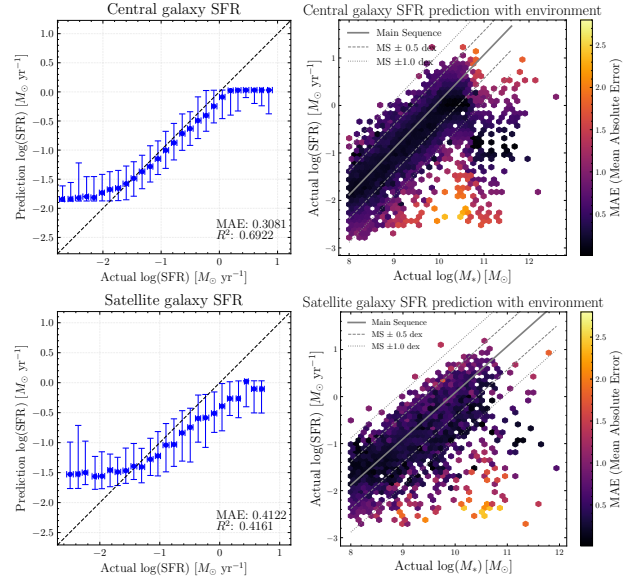 Central galaxy SFR
Prediction log(SFR) [M⊙ yr⁻¹]
1.0
0.5
0.0
−0.5
−1.0
−1.5
−2.0
−2.5
MAE: 0.3081
R²: 0.6922
−2
−1
0
1
Actual log(SFR) [M⊙ yr⁻¹]
Central galaxy SFR prediction with environment
Main Sequence
MS ± 0.5 dex
MS ±1.0 dex
Actual log(SFR) [M⊙ yr⁻¹]
2
1
0
−1
−2
−3
8
9
10
11
12
13
Actual log(M*) [M⊙]
2.5
2.0
1.5
1.0
0.5
MAE (Mean Absolute Error)
Satellite galaxy SFR
Prediction log(SFR) [M⊙ yr⁻¹]
1.0
0.5
0.0
−0.5
−1.0
−1.5
−2.0
−2.5
MAE: 0.4122
R²: 0.4161
−2
−1
0
1
Actual log(SFR) [M⊙ yr⁻¹]
Satellite galaxy SFR prediction with environment
Main Sequence
MS ± 0.5 dex
MS ±1.0 dex
Actual log(SFR) [M⊙ yr⁻¹]
2
1
0
−1
−2
−3
8
9
10
11
12
Actual log(M*) [M⊙]
2.5
2.0
1.5
1.0
0.5
MAE (Mean Absolute Error)